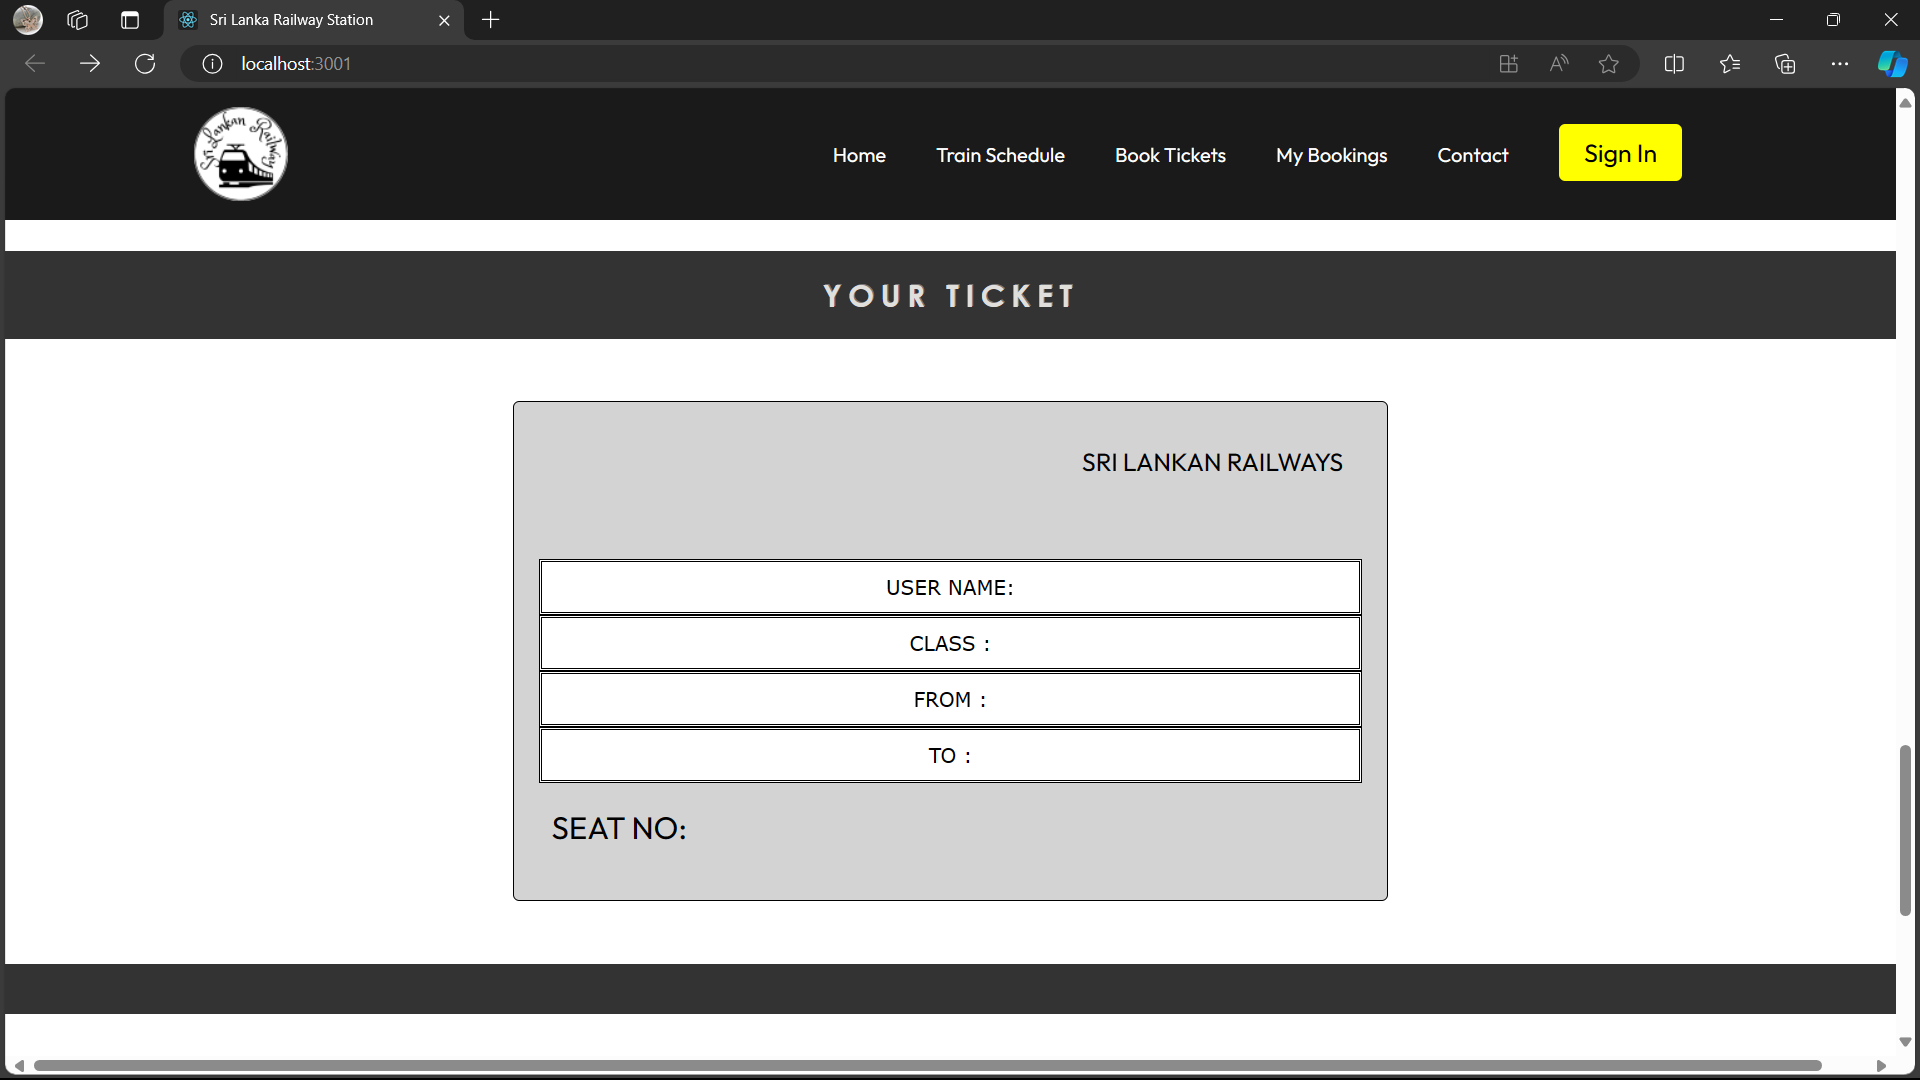 Sri Lanka Railway Station
localhost:3001
Sri Lankan Railway
Home
Train Schedule
Book Tickets
My Bookings
Contact
Sign In
YOUR TICKET
SRI LANKAN RAILWAYS
USER NAME:
CLASS :
FROM :
TO :
SEAT NO: